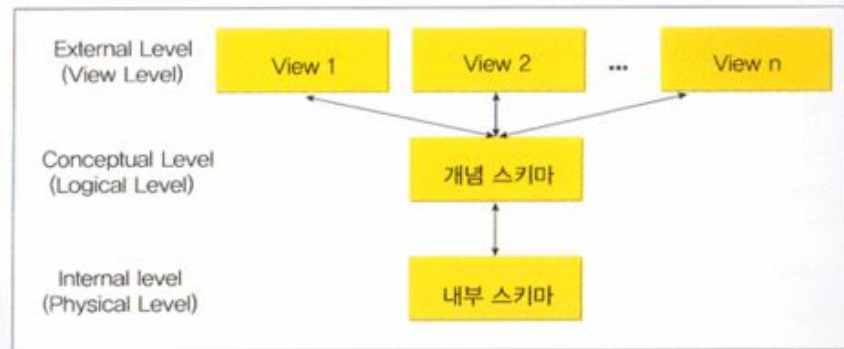 External Level
(View Level)
View 1
View 2
...
View n
Conceptual Level
(Logical Level)
개념 스키마
Internal level
(Physical Level)
내부 스키마